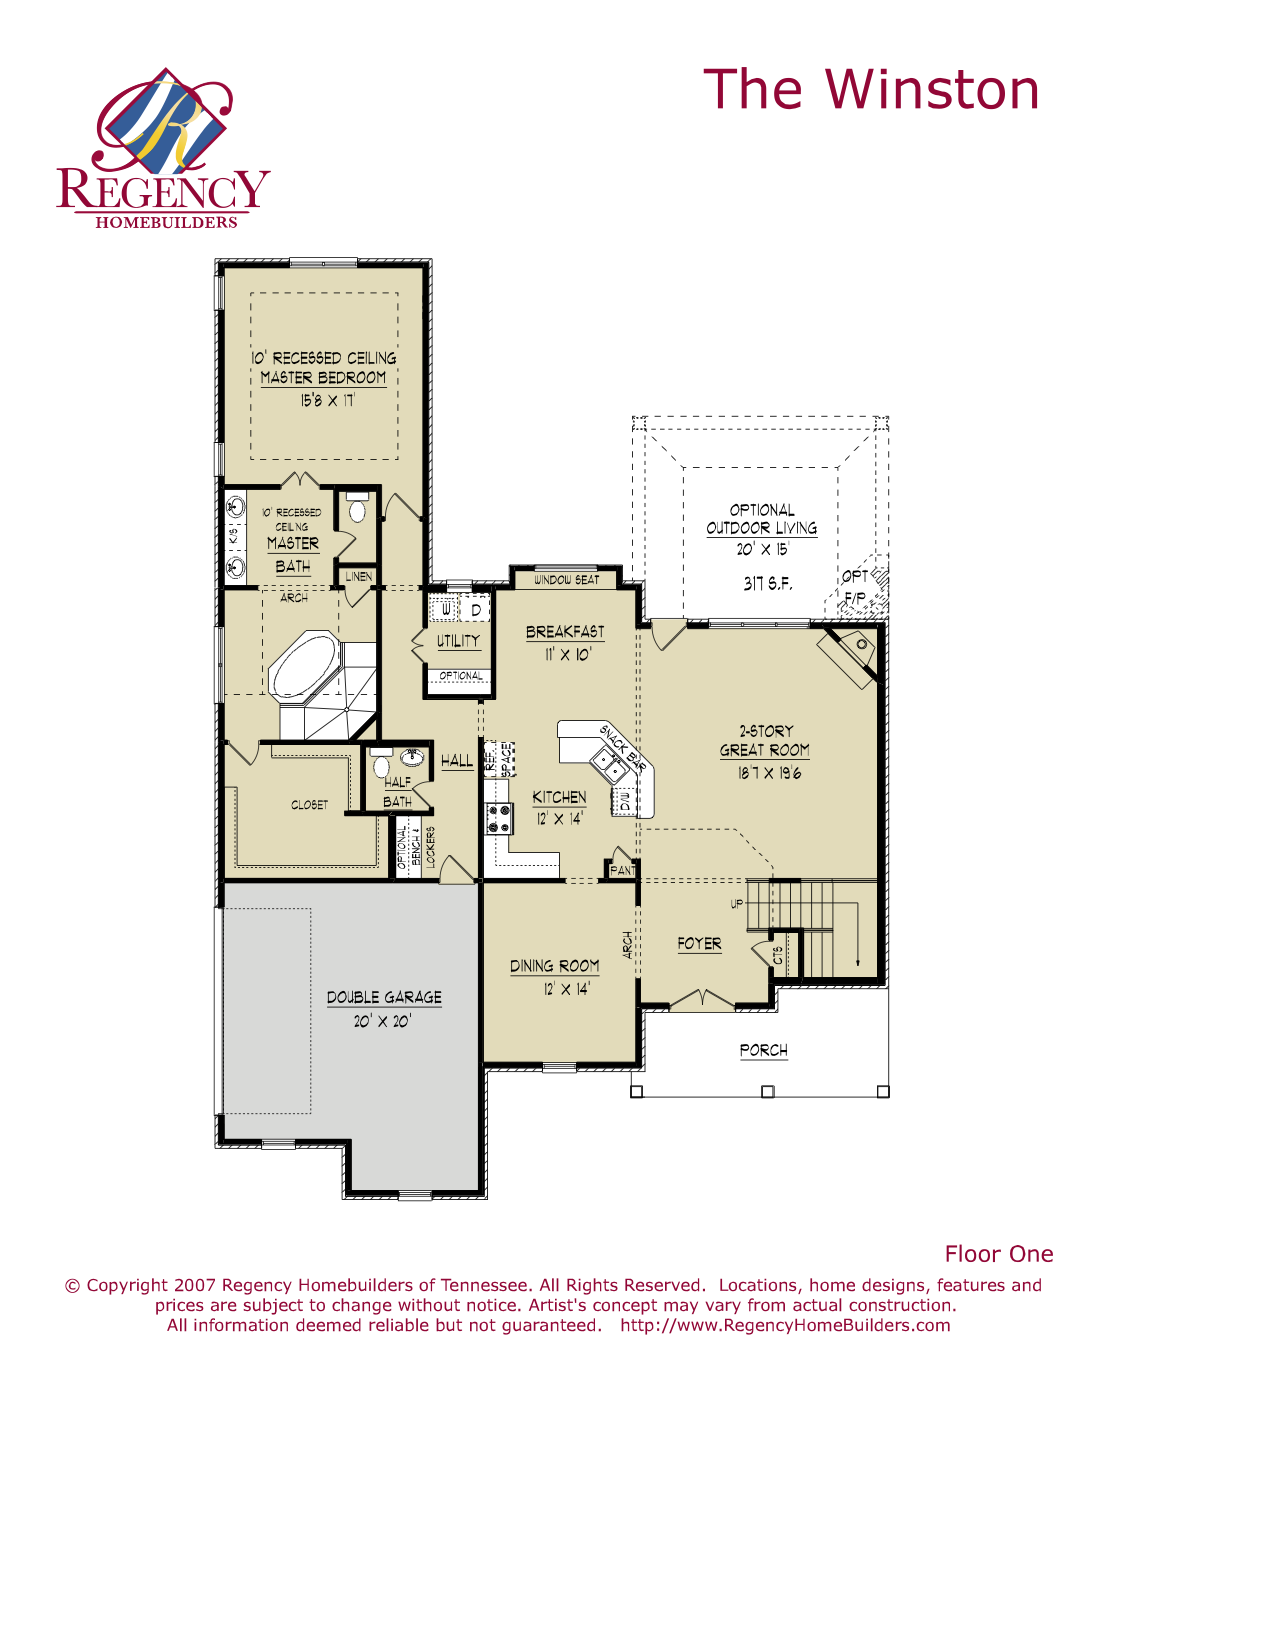 The Winston
REGENCY
HOMEBUILDERS
10' RECESSED CEILING
MASTER BEDROOM
15'8 X 17'
10' RECESSED
CEILING
MASTER
BATH
K/S
LINEN
ARCH
W
D
UTILITY
OPTIONAL
WINDOW SEAT
BREAKFAST
11' X 10'
OPTIONAL
OUTDOOR LIVING
20' X 15'
317 S.F.
OPT
F/P
2-STORY
GREAT ROOM
18'7 X 19'6
SNACK BAR
REF.
SPACE
HALL
HALF
BATH
CLOSET
KITCHEN
12' X 14'
D/W
OPTIONAL
BENCH &
LOCKERS
PANT
UP
FOYER
CTS
ARCH
DINING ROOM
12' X 14'
DOUBLE GARAGE
20' X 20'
PORCH
Floor One
© Copyright 2007 Regency Homebuilders of Tennessee. All Rights Reserved.  Locations, home designs, features and
prices are subject to change without notice. Artist's concept may vary from actual construction.
All information deemed reliable but not guaranteed.   http://www.RegencyHomeBuilders.com